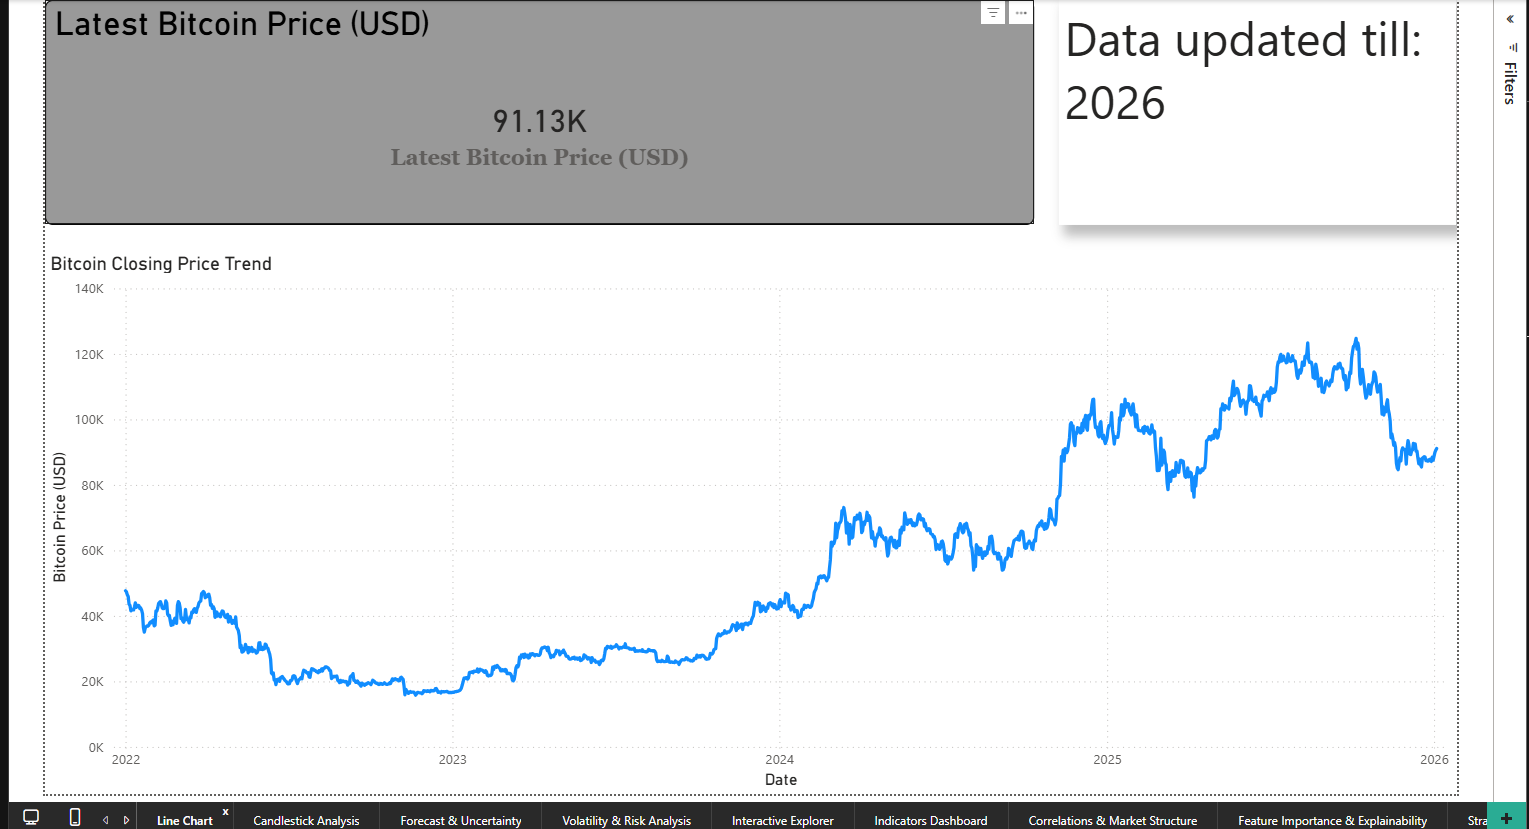 Latest Bitcoin Price (USD)
91.13K
Latest Bitcoin Price (USD)
Data updated till:
2026
Filters
Bitcoin Closing Price Trend
140K
120K
100K
80K
60K
40K
20K
0K
Bitcoin Price (USD)
2022
2023
2024
2025
2026
Date
Line Chart
x
Candlestick Analysis
Forecast & Uncertainty
Volatility & Risk Analysis
Interactive Explorer
Indicators Dashboard
Correlations & Market Structure
Feature Importance & Explainability
Stra